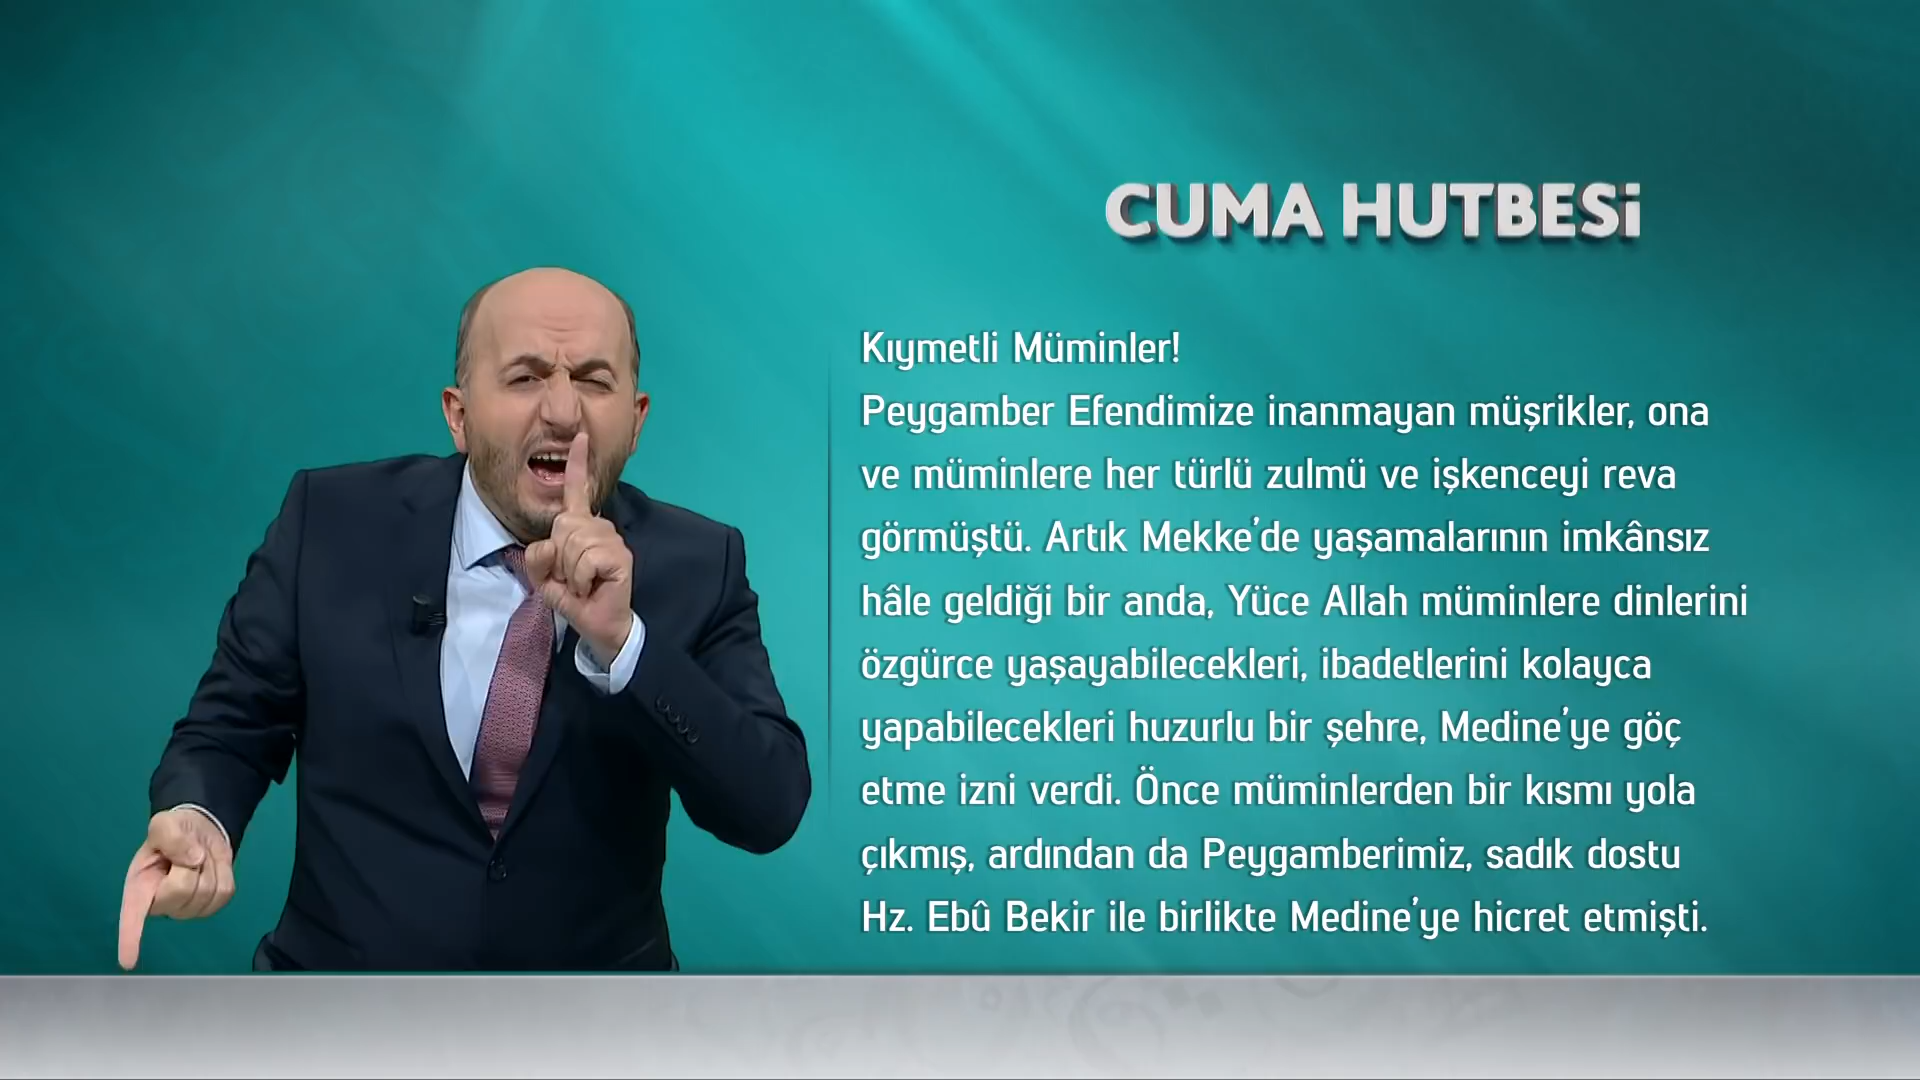 CUMA HUTBESİ
Kıymetli Müminler!
Peygamber Efendimize inanmayan müşrikler, ona
ve müminlere her türlü zulmü ve işkenceyi reva
görmüştü. Artık Mekke'de yaşamalarının imkânsız
hâle geldiği bir anda, Yüce Allah müminlere dinlerini
özgürce yaşayabilecekleri, ibadetlerini kolayca
yapabilecekleri huzurlu bir şehre, Medine'ye göç
etme izni verdi. Önce müminlerden bir kısmı yola
çıkmış, ardından da Peygamberimiz, sadık dostu
Hz. Ebû Bekir ile birlikte Medine'ye hicret etmişti.